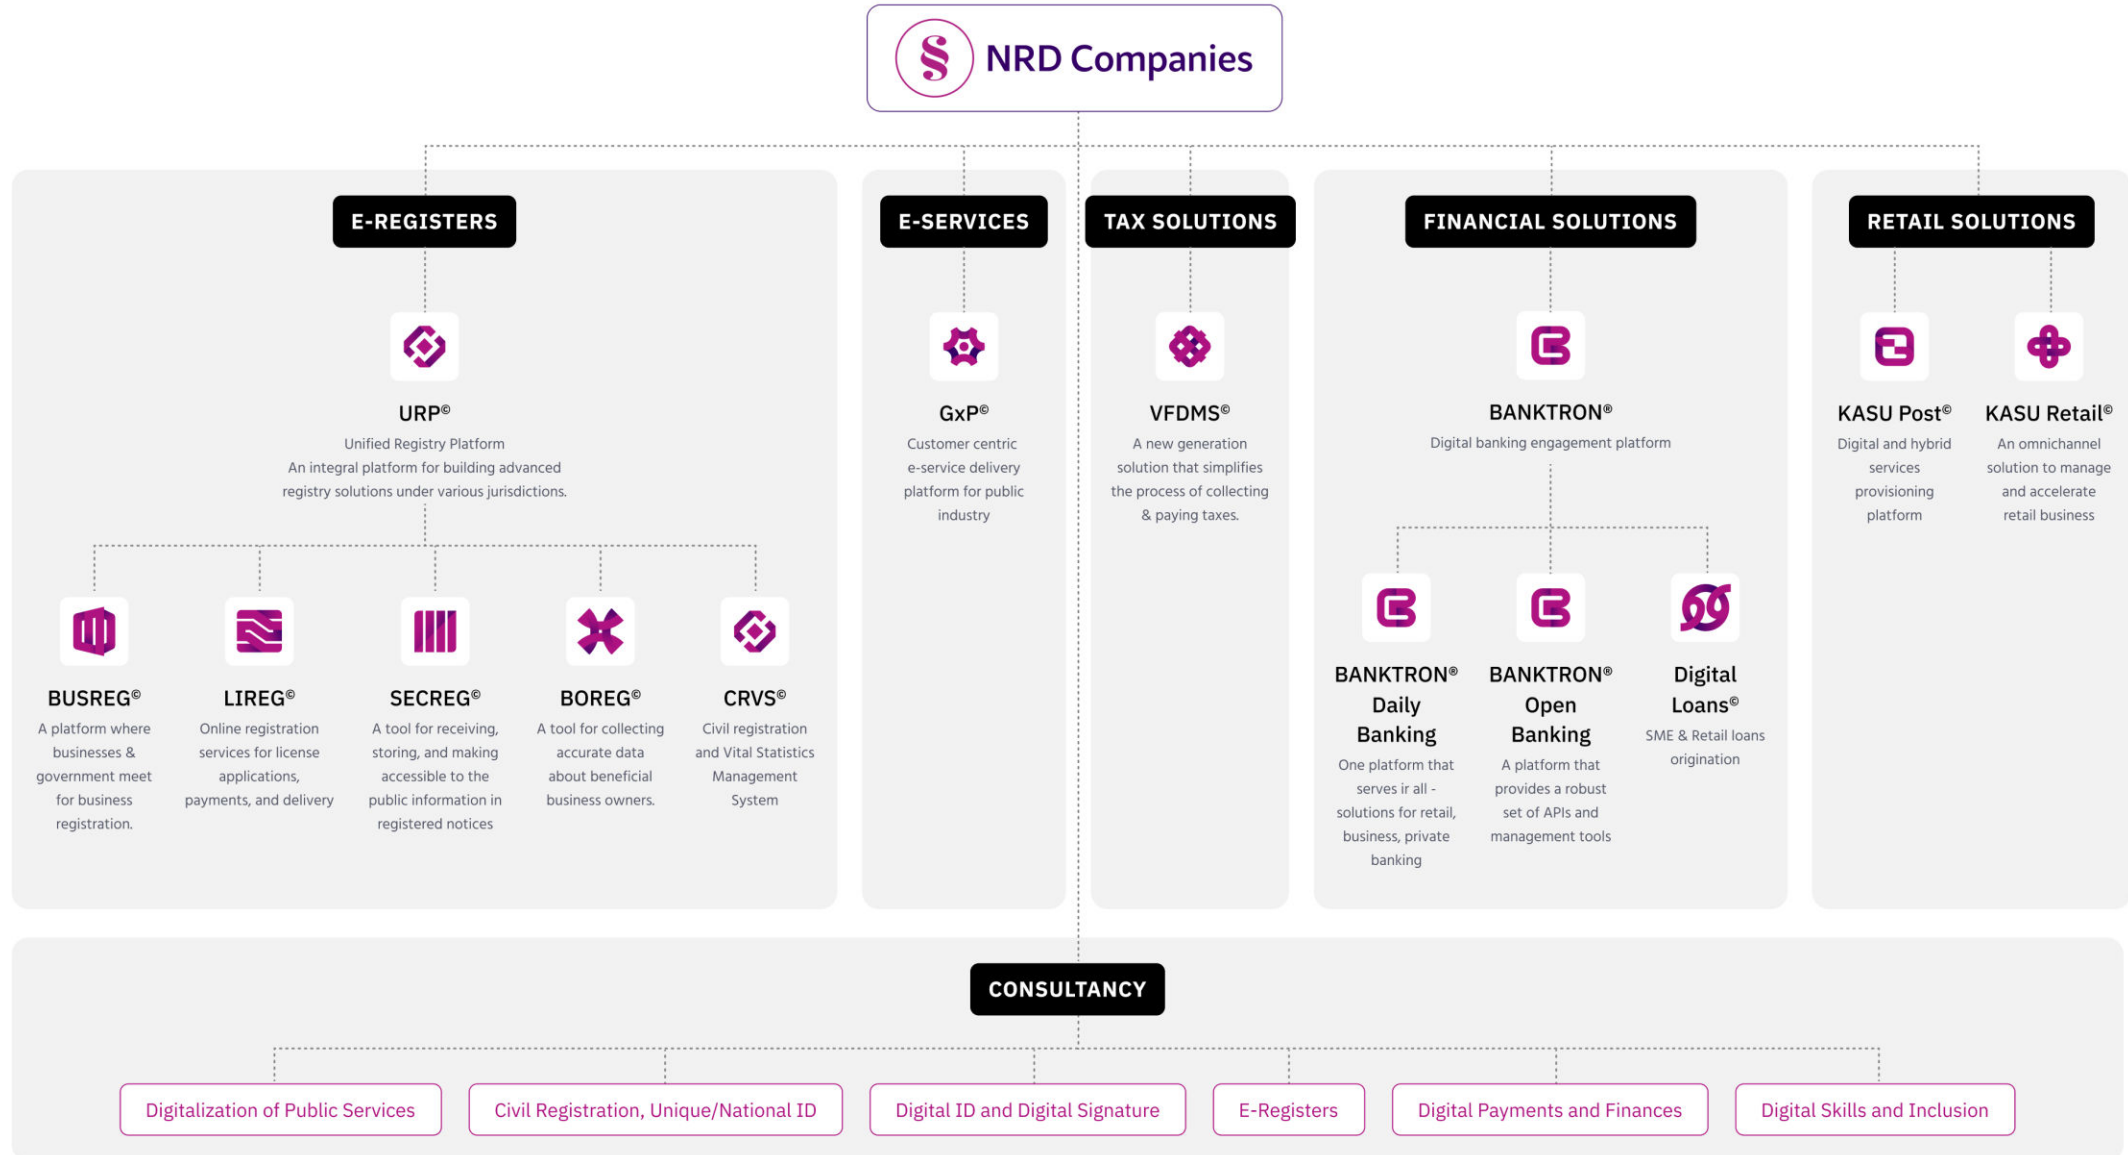 § NRD Companies
E-REGISTERS
URP©
Unified Registry Platform
An integral platform for building advanced
registry solutions under various jurisdictions.
BUSREG©
A platform where
businesses &
government meet
for business
registration.
LIREG©
Online registration
services for license
applications,
payments, and delivery
SECREG©
A tool for receiving,
storing, and making
accessible to the
public information in
registered notices
BOREG©
A tool for collecting
accurate data
about beneficial
business owners.
CRVS©
Civil registration
and Vital Statistics
Management
System
E-SERVICES
GxP©
Customer centric
e-service delivery
platform for public
industry
TAX SOLUTIONS
VFDMS©
A new generation
solution that simplifies
the process of collecting
& paying taxes.
FINANCIAL SOLUTIONS
BANKTRON®
Digital banking engagement platform
BANKTRON®
Daily
Banking
One platform that
serves ir all -
solutions for retail,
business, private
banking
BANKTRON®
Open
Banking
A platform that
provides a robust
set of APIs and
management tools
Digital
Loans©
SME & Retail loans
origination
RETAIL SOLUTIONS
KASU Post©
Digital and hybrid
services
provisioning
platform
KASU Retail©
An omnichannel
solution to manage
and accelerate
retail business
CONSULTANCY
Digitalization of Public Services
Civil Registration, Unique/National ID
Digital ID and Digital Signature
E-Registers
Digital Payments and Finances
Digital Skills and Inclusion